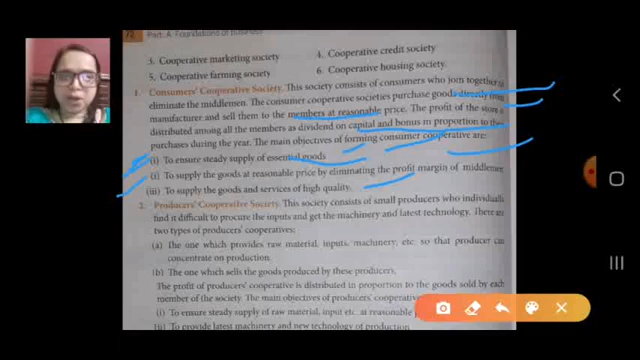 72 Part: A Foundations of Business
3. Cooperative marketing society 4. Cooperative credit society
5. Cooperative farming society 6. Cooperative housing society.
1. Consumers' Cooperative Society. This society consists of consumers who join together to
eliminate the middlemen. The consumer cooperative societies purchase goods directly from
manufacturer and sell them to the members at reasonable price. The profit of the store is
distributed among all the members as dividend on capital and bonus in proportion to their
purchases during the year. The main objectives of forming consumer cooperative are:
(i) To ensure steady supply of essential goods
(i) To supply the goods at reasonable price by eliminating the profit margin of middlemen
(iii) To supply the goods and services of high quality.
2. Producers' Cooperative Society. This society consists of small producers who individually
find it difficult to procure the inputs and get the machinery and latest technology. There are
two types of producers' cooperatives:
(a) The one which provides raw material, inputs, machinery, etc. so that producer can
concentrate on production.
(b) The one which sells the goods produced by these producers.
The profit of producers' cooperative is distributed in proportion to the goods sold by each
member of the society. The main objectives of producers' cooperative
(i) To ensure steady supply of raw material, input etc. at reasonable
(ii) To provide latest machinery and new technology of production